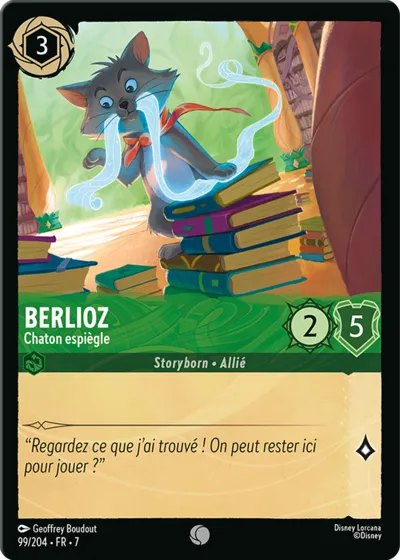 3
BERLIOZ
Chaton espiègle
2
5
Storyborn • Allié
“Regardez ce que j’ai trouvé ! On peut rester ici
pour jouer ?”
Geoffrey Boudout
99/204 • FR • 7
Disney Lorcana
©Disney